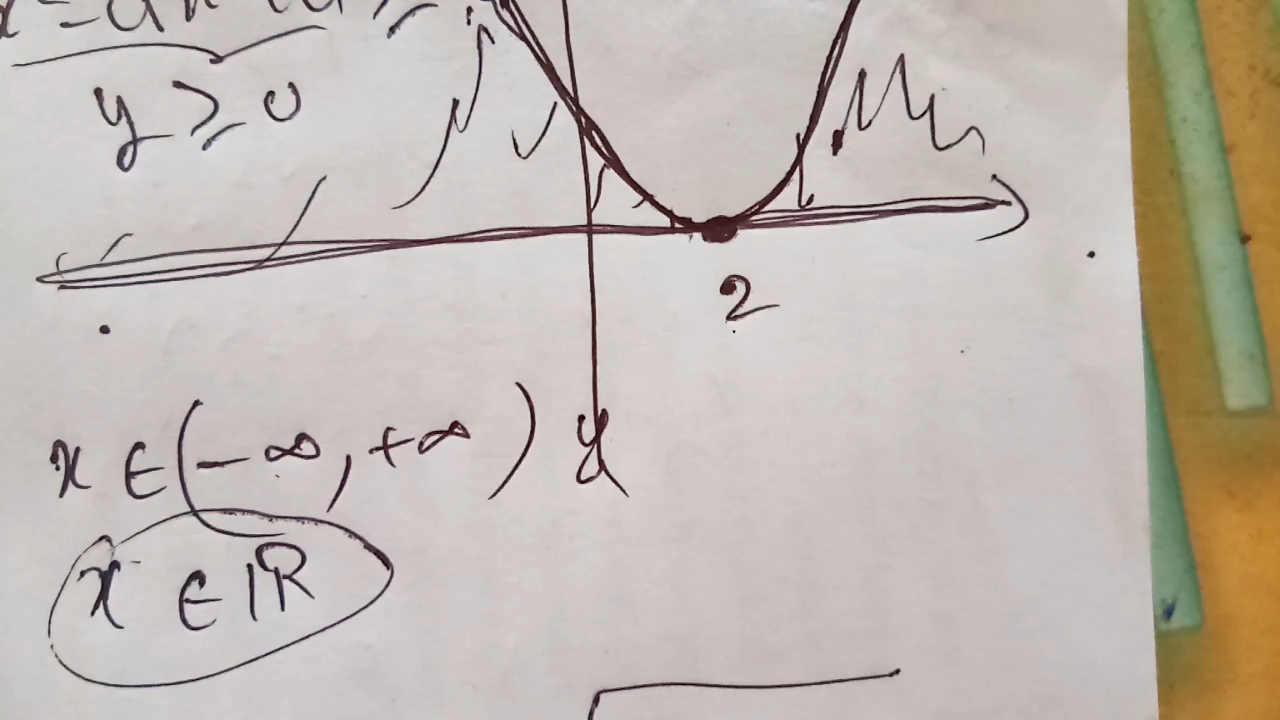 y ≥ 0
2
x ∈ (-∞, +∞)
y
x ∈ ℝ